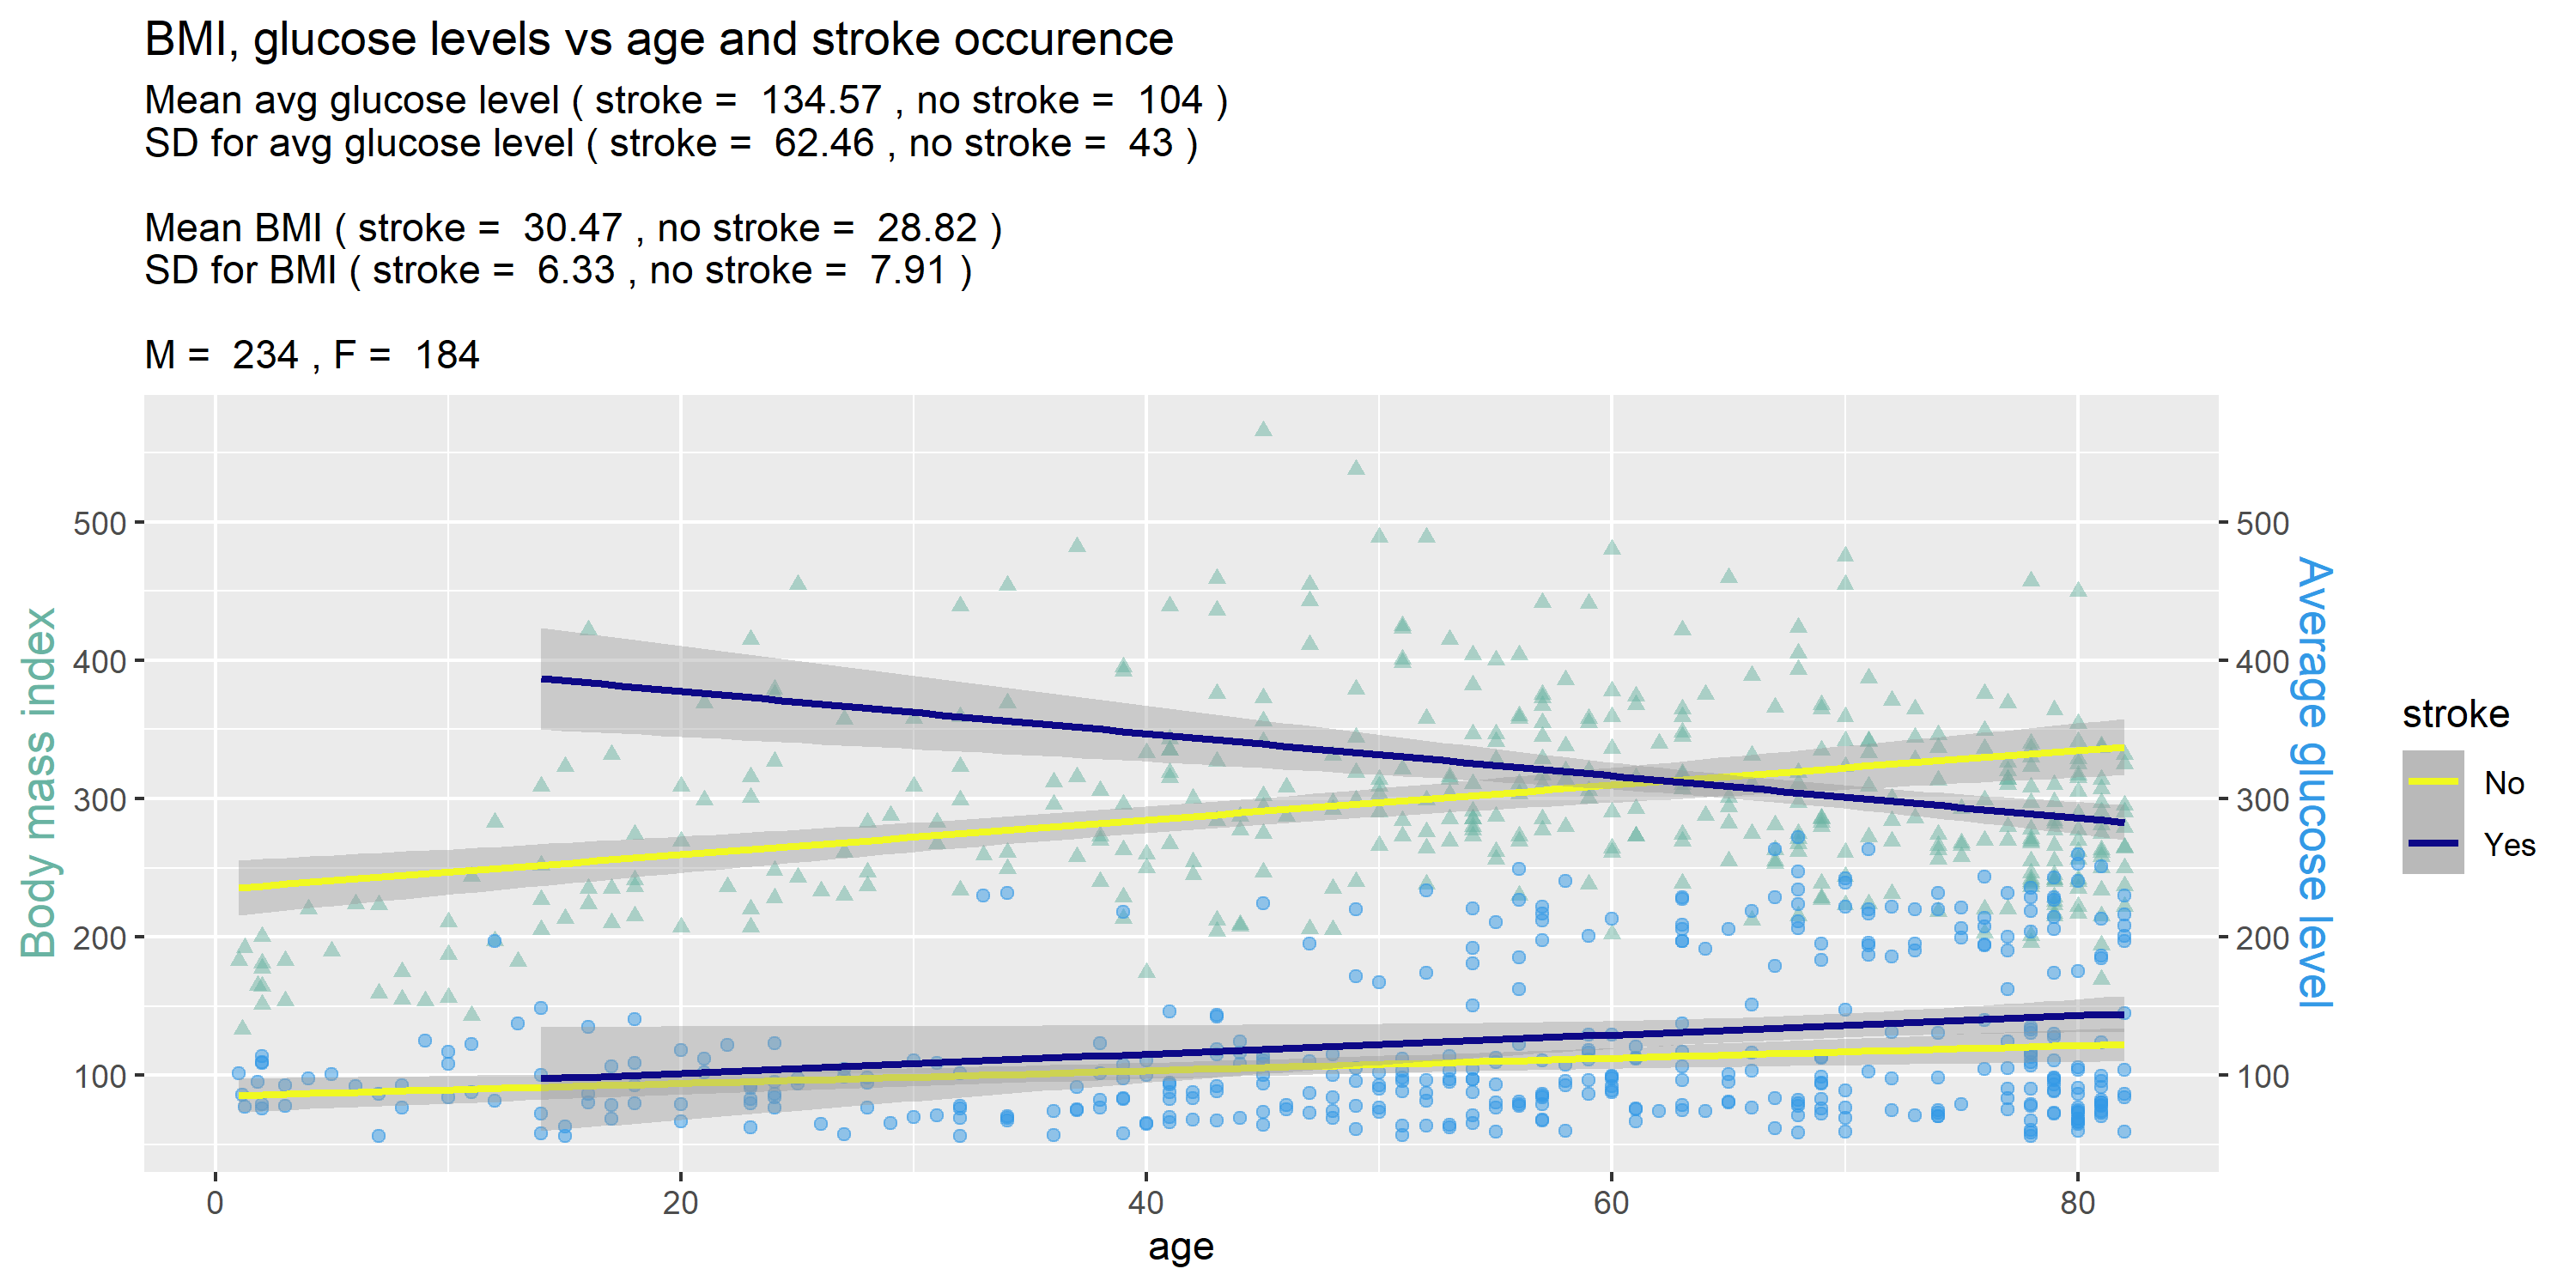 BMI, glucose levels vs age and stroke occurence
Mean avg glucose level ( stroke =  134.57 , no stroke =  104 )
SD for avg glucose level ( stroke =  62.46 , no stroke =  43 )
Mean BMI ( stroke =  30.47 , no stroke =  28.82 )
SD for BMI ( stroke =  6.33 , no stroke =  7.91 )
M =  234 , F =  184
Body mass index
500
400
300
200
100
500
400
300
200
100
Average glucose level
0
20
40
60
80
age
stroke
No
Yes